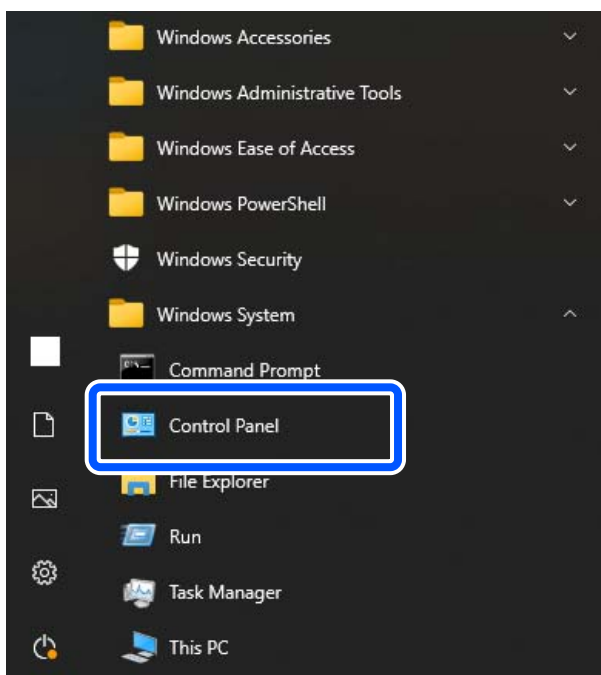 Windows Accessories
Windows Administrative Tools
Windows Ease of Access
Windows PowerShell
Windows Security
Windows System
Command Prompt
Control Panel
File Explorer
Run
Task Manager
This PC